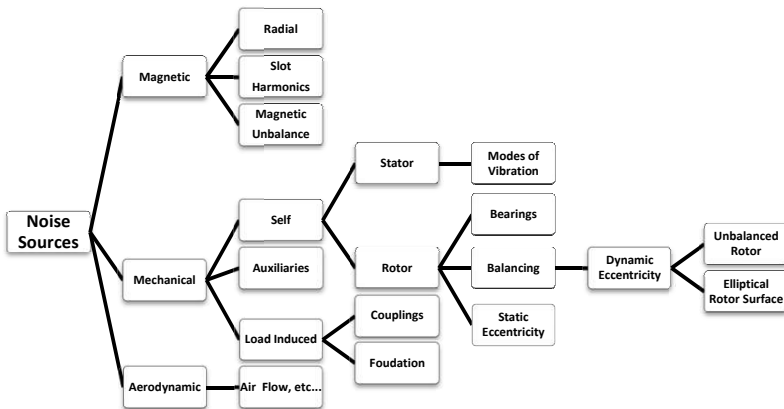 Noise
Sources
Magnetic
Mechanical
Aerodynamic
Radial
Slot
Harmonics
Magnetic
Unbalance
Self
Auxiliaries
Load Induced
Air Flow, etc...
Stator
Rotor
Couplings
Foudation
Modes of
Vibration
Bearings
Balancing
Static
Eccentricity
Dynamic
Eccentricity
Unbalanced
Rotor
Elliptical
Rotor Surface